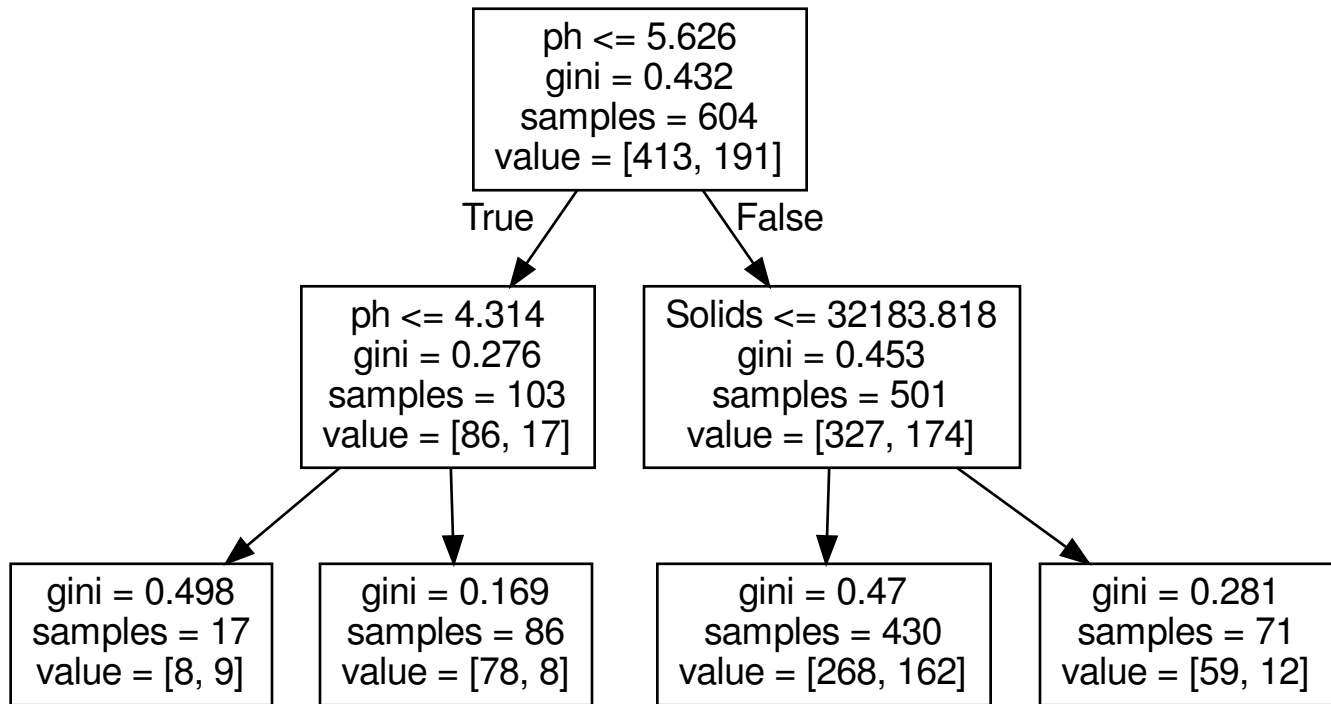 ph <= 5.626
gini = 0.432
samples = 604
value = [413, 191]
True
False
ph <= 4.314
gini = 0.276
samples = 103
value = [86, 17]
Solids <= 32183.818
gini = 0.453
samples = 501
value = [327, 174]
gini = 0.498
samples = 17
value = [8, 9]
gini = 0.169
samples = 86
value = [78, 8]
gini = 0.47
samples = 430
value = [268, 162]
gini = 0.281
samples = 71
value = [59, 12]